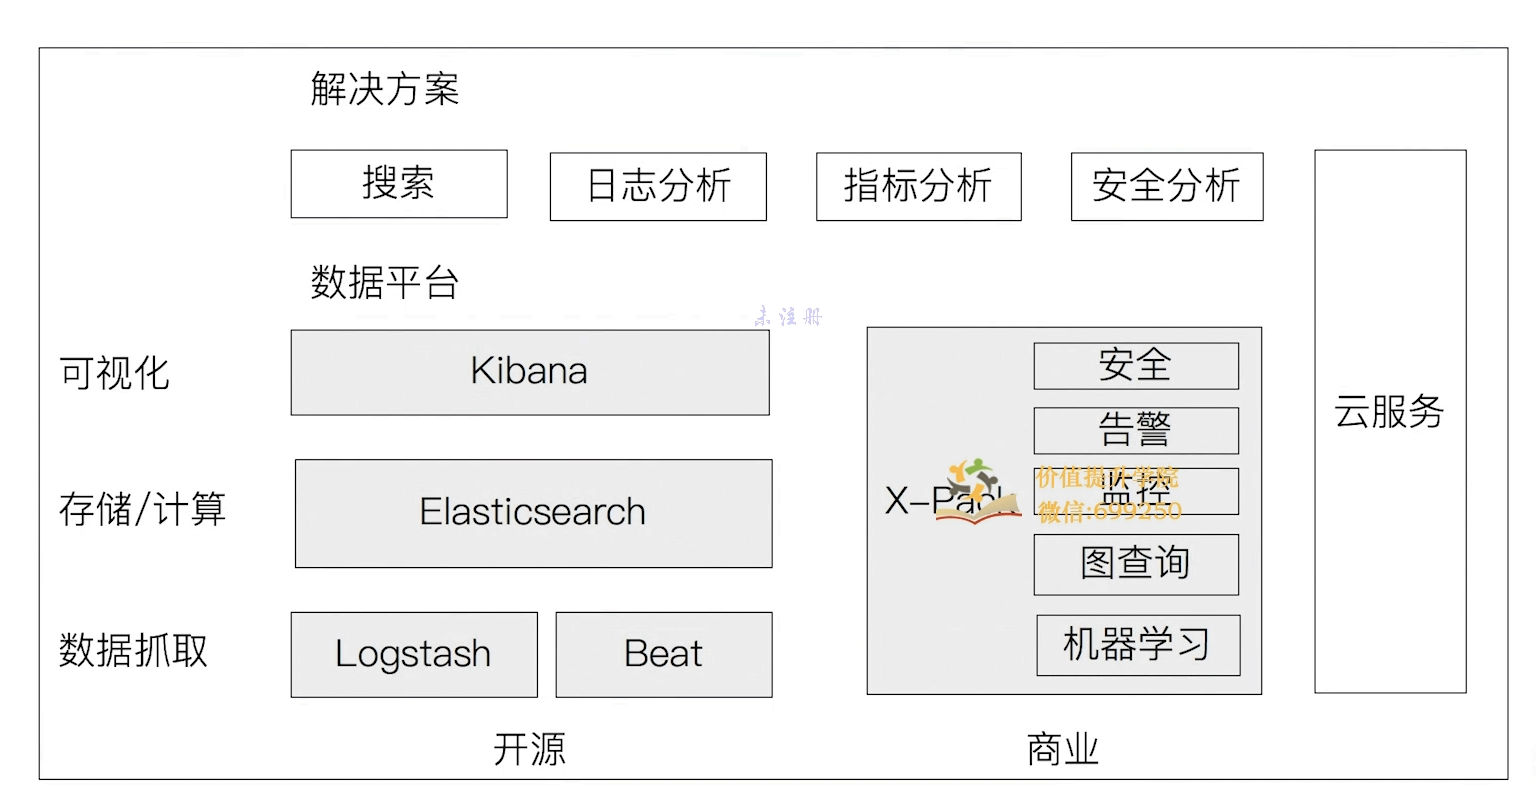 解决方案
搜索
日志分析
指标分析
安全分析
数据平台
未注册
可视化
Kibana
存储/计算
Elasticsearch
数据抓取
Logstash
Beat
X-Pack
安全
告警
价值提升学院
监控
微信:699250
图查询
机器学习
云服务
开源
商业